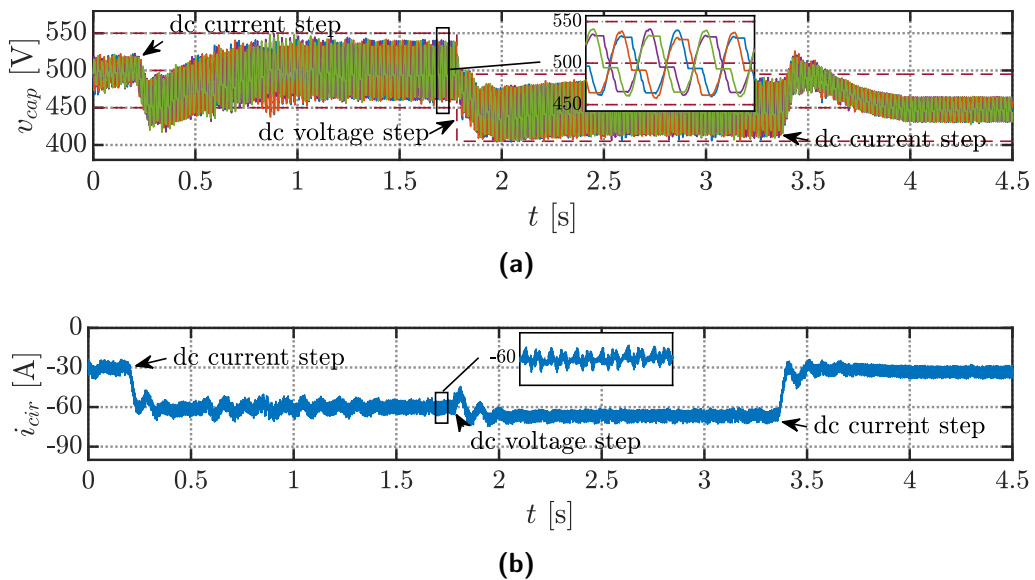 550
500
450
400
v_cap [V]
dc current step
dc voltage step
550
500
450
dc current step
0 0.5 1 1.5 2 2.5 3 3.5 4 4.5
t [s]
(a)
0
-30
-60
-90
i_cir [A]
dc current step
-60
dc voltage step
dc current step
0 0.5 1 1.5 2 2.5 3 3.5 4 4.5
t [s]
(b)